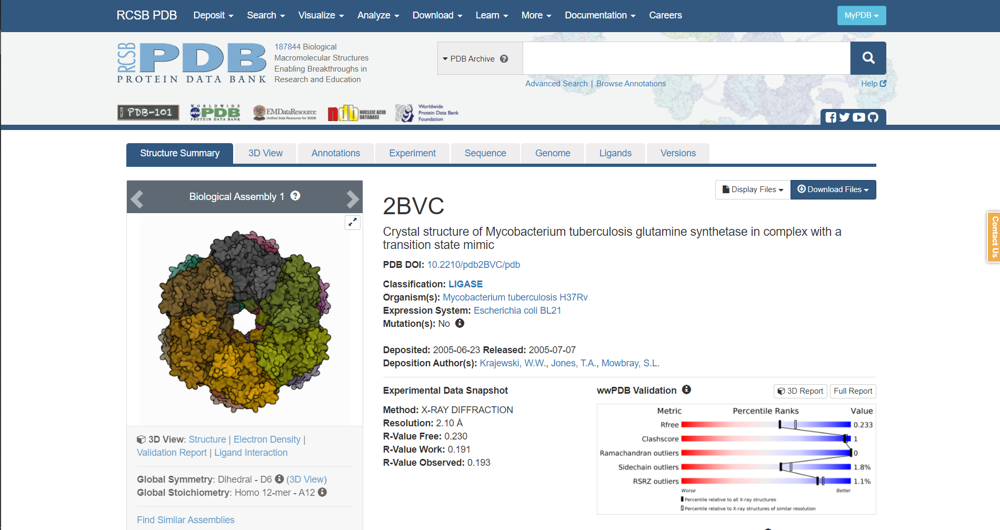 RCSB PDB Deposit Search Visualize Analyze Download Learn More Documentation Careers MyPDB
RCSB PDB
PROTEIN DATA BANK
187844 Biological
Macromolecular Structures
Enabling Breakthroughs in
Research and Education
PDB Archive
Advanced Search | Browse Annotations
Help
RCSB PDB-101
WORLDWIDE PDB PROTEIN DATA BANK
EMDataResource Unified Data Resource for 3DEM
ndb NUCLEIC ACID DATABASE
Worldwide
Protein Data Bank
Foundation
Structure Summary 3D View Annotations Experiment Sequence Genome Ligands Versions
Biological Assembly 1
3D View: Structure | Electron Density |
Validation Report | Ligand Interaction
Global Symmetry: Dihedral - D6 (3D View)
Global Stoichiometry: Homo 12-mer - A12
Find Similar Assemblies
Display Files Download Files
2BVC
Crystal structure of Mycobacterium tuberculosis glutamine synthetase in complex with a
transition state mimic
PDB DOI: 10.2210/pdb2BVC/pdb
Classification: LIGASE
Organism(s): Mycobacterium tuberculosis H37Rv
Expression System: Escherichia coli BL21
Mutation(s): No
Deposited: 2005-06-23 Released: 2005-07-07
Deposition Author(s): Krajewski, W.W., Jones, T.A., Mowbray, S.L.
Experimental Data Snapshot
Method: X-RAY DIFFRACTION
Resolution: 2.10 Å
R-Value Free: 0.230
R-Value Work: 0.191
R-Value Observed: 0.193
wwPDB Validation
3D Report Full Report
Metric Percentile Ranks Value
Rfree 0.233
Clashscore 1
Ramachandran outliers 0
Sidechain outliers 1.8%
RSRZ outliers 1.1%
Worse Better
Percentile relative to all X-ray structures
Percentile relative to X-ray structures of similar resolution
Contact Us